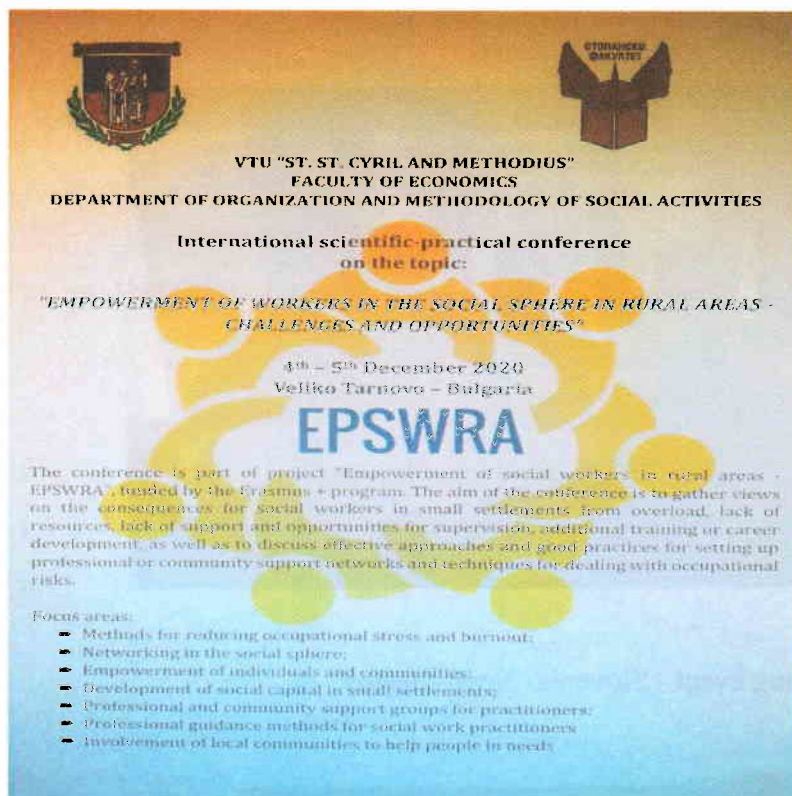 СТОПАНСКИ
ФАКУЛТЕТ
VTU "ST. ST. CYRIL AND METHODIUS"
FACULTY OF ECONOMICS
DEPARTMENT OF ORGANIZATION AND METHODOLOGY OF SOCIAL ACTIVITIES
International scientific-practical conference
on the topic:
"EMPOWERMENT OF WORKERS IN THE SOCIAL SPHERE IN RURAL AREAS -
CHALLENGES AND OPPORTUNITIES"
4th – 5th December 2020
Veliko Tarnovo – Bulgaria
EPSWRA
The conference is part of project "Empowerment of social workers in rural areas -
EPSWRA", funded by the Erasmus + program. The aim of the conference is to gather views
on the consequences for social workers in small settlements from overload, lack of
resources, lack of support and opportunities for supervision, additional training or career
development, as well as to discuss effective approaches and good practices for setting up
professional or community support networks and techniques for dealing with occupational
risks.
Focus areas:
Methods for reducing occupational stress and burnout;
Networking in the social sphere;
Empowerment of individuals and communities;
Development of social capital in small settlements;
Professional and community support groups for practitioners;
Professional guidance methods for social work practitioners
Involvement of local communities to help people in needs